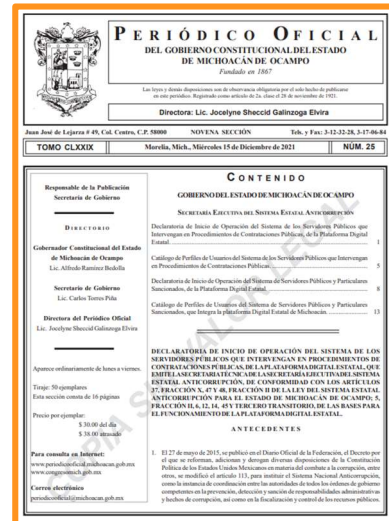 PERIÓDICO OFICIAL
DEL GOBIERNO CONSTITUCIONAL DEL ESTADO
DE MICHOACÁN DE OCAMPO
Fundado en 1867
Las leyes y demás disposiciones son de observancia obligatoria por el solo hecho de publicarse
en este periódico. Registrado como artículo de 2a. clase el 28 de noviembre de 1921.
Directora: Lic. Jocelyne Sheccid Galinzoga Elvira
Juan José de Lejarza # 49, Col. Centro, C.P. 58000 NOVENA SECCIÓN Tels. y Fax: 3-12-32-28, 3-17-06-84
TOMO CLXXIX Morelia, Mich., Miércoles 15 de Diciembre de 2021 NÚM. 25
Responsable de la Publicación
Secretaría de Gobierno
DIRECTORIO
Gobernador Constitucional del Estado
de Michoacán de Ocampo
Lic. Alfredo Ramírez Bedolla
Secretario de Gobierno
Lic. Carlos Torres Piña
Directora del Periódico Oficial
Lic. Jocelyne Sheccid Galinzoga Elvira
Aparece ordinariamente de lunes a viernes.
Tiraje: 50 ejemplares
Esta sección consta de 16 páginas
Precio por ejemplar:
$ 30.00 del día
$ 38.00 atrasado
Para consulta en Internet:
www.periodicooficial.michoacan.gob.mx
www.congresomich.gob.mx
Correo electrónico
periodicooficial@michoacan.gob.mx
CONTENIDO
GOBIERNO DEL ESTADO DE MICHOACÁN DE OCAMPO
SECRETARÍA EJECUTIVA DEL SISTEMA ESTATAL ANTICORRUPCIÓN
Declaratoria de Inicio de Operación del Sistema de los Servidores Públicos que
Intervengan en Procedimientos de Contrataciones Públicas, de la Plataforma Digital
Estatal. 1
Catálogo de Perfiles de Usuarios del Sistema de los Servidores Públicos que Intervengan
en Procedimientos de Contrataciones Públicas. 5
Declaratoria de Inicio de Operación del Sistema de Servidores Públicos y Particulares
Sancionados, de la Plataforma Digital Estatal. 8
Catálogo de Perfiles de Usuarios del Sistema de Servidores Públicos y Particulares
Sancionados, que Integra la plataforma Digital Estatal de Michoacán. 13
DECLARATORIA DE INICIO DE OPERACIÓN DEL SISTEMA DE LOS
SERVIDORES PÚBLICOS QUE INTERVENGAN EN PROCEDIMIENTOS DE
CONTRATACIONES PÚBLICAS, DE LA PLATAFORMA DIGITAL ESTATAL, QUE
EMITE LA SECRETARIA TÉCNICA DE LA SECRETARÍA EJECUTIVA DEL SISTEMA
ESTATAL ANTICORRUPCIÓN, DE CONFORMIDAD CON LOS ARTÍCULOS
37, FRACCIÓN X, 47 Y 48, FRACCIÓN II DE LA LEY DEL SISTEMA ESTATAL
ANTICORRUPCIÓN PARA EL ESTADO DE MICHOACÁN DE OCAMPO; 5,
FRACCIÓN II, 6, 12, 14, 45 Y TERCERO TRANSITORIO, DE LAS BASES PARA
EL FUNCIONAMIENTO DE LA PLATAFORMA DIGITAL ESTATAL.
ANTECEDENTES
1. El 27 de mayo de 2015, se publicó en el Diario Oficial de la Federación, el Decreto por
el que se reforman, adicionan y derogan diversas disposiciones de la Constitución
Política de los Estados Unidos Mexicanos en materia del combate a la corrupción, entre
otros, se modificó el artículo 113, para instituir el Sistema Nacional Anticorrupción,
como la instancia de coordinación entre las autoridades de todos los órdenes de gobierno
competentes en la prevención, detección y sanción de responsabilidades administrativas
y hechos de corrupción, así como en la fiscalización y control de los recursos públicos.
COPIA SIN VALOR LEGAL